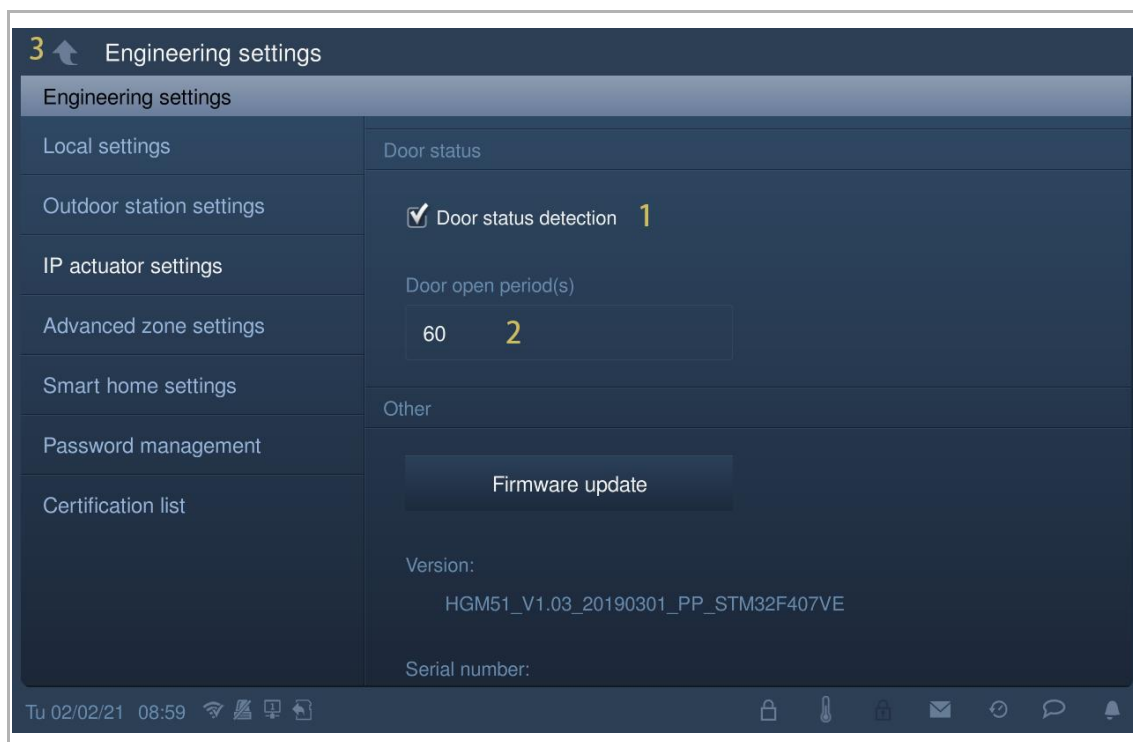 3 Engineering settings
Engineering settings
Local settings
Outdoor station settings
IP actuator settings
Advanced zone settings
Smart home settings
Password management
Certification list
Door status
Door status detection 1
Door open period(s)
60 2
Other
Firmware update
Version:
HGM51_V1.03_20190301_PP_STM32F407VE
Serial number:
Tu 02/02/21 08:59